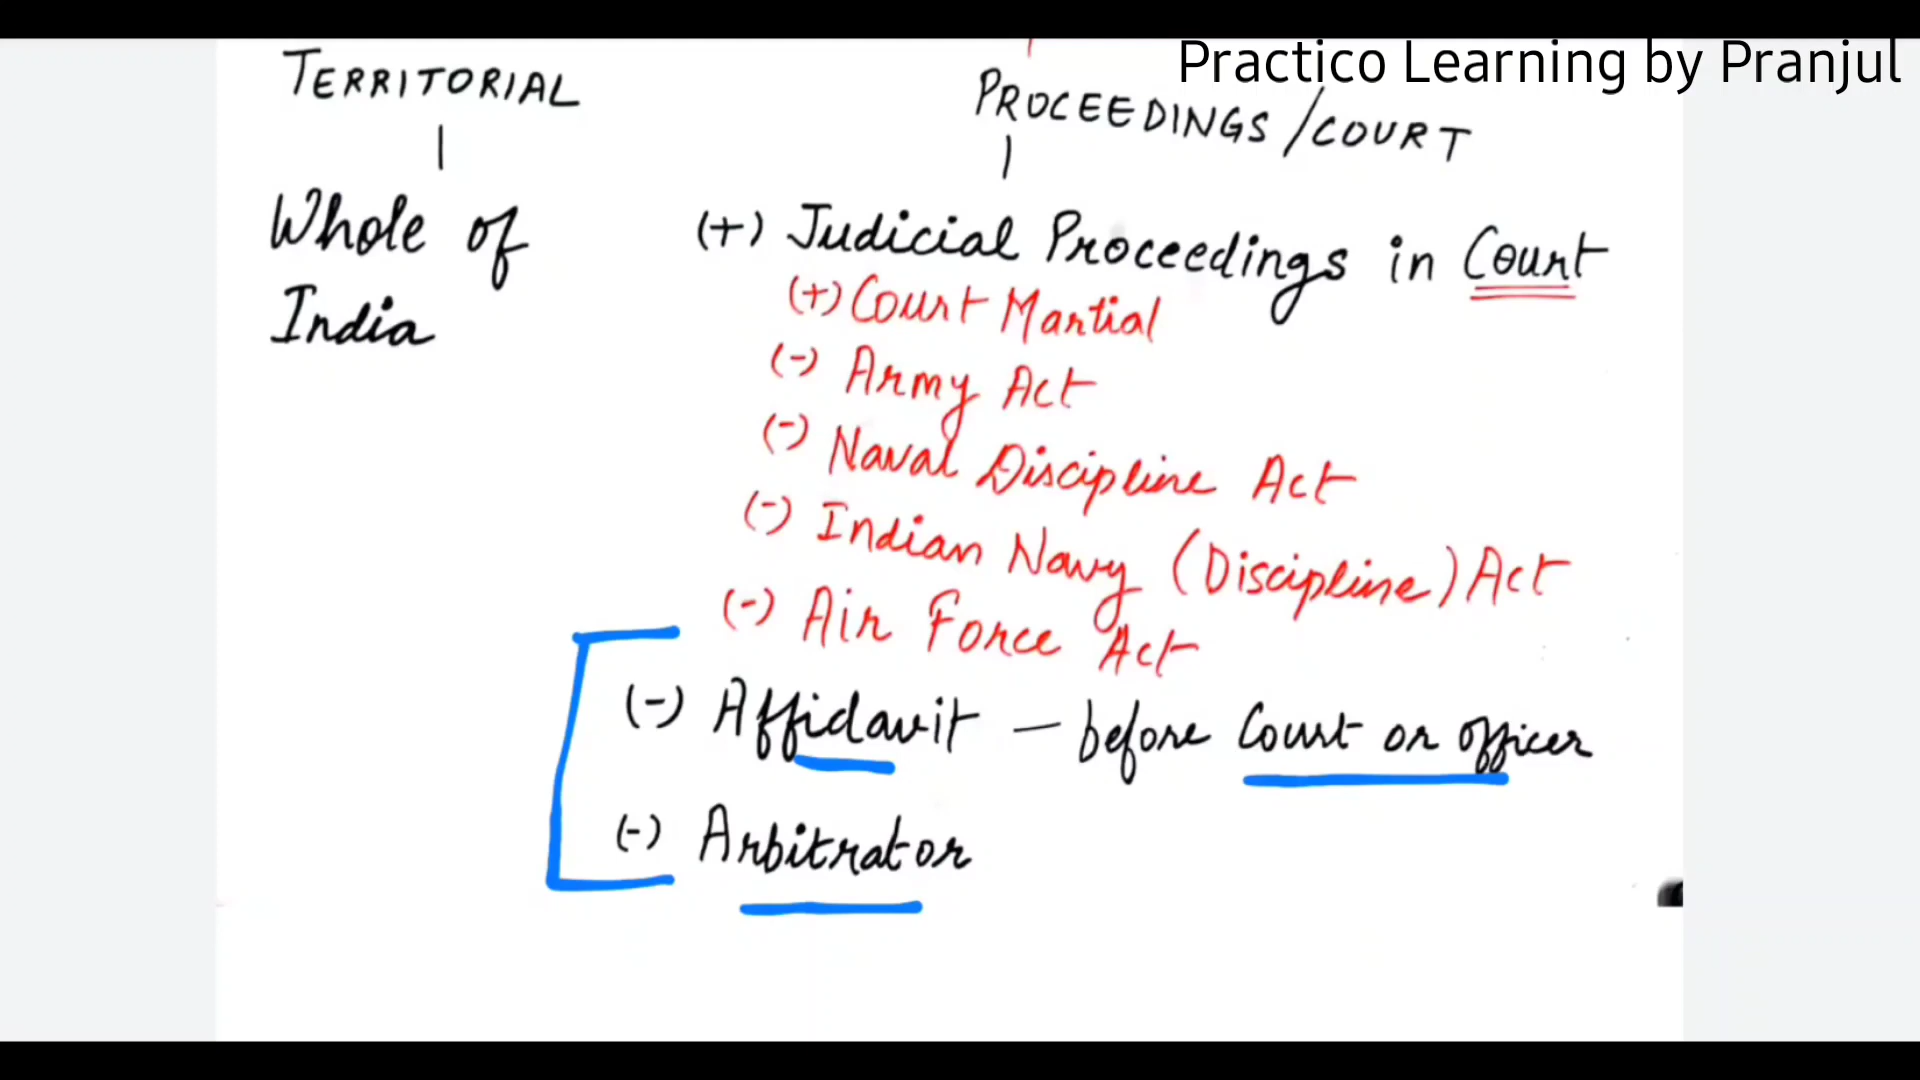 Practico Learning by Pranjul
TERRITORIAL
Whole of
India
PROCEEDINGS/COURT
(+) Judicial Proceedings in Court
(+) Court Martial
(-) Army Act
(-) Naval Discipline Act
(-) Indian Navy (Discipline) Act
(-) Air Force Act
(-) Affidavit - before Court or officer
(-) Arbitrator